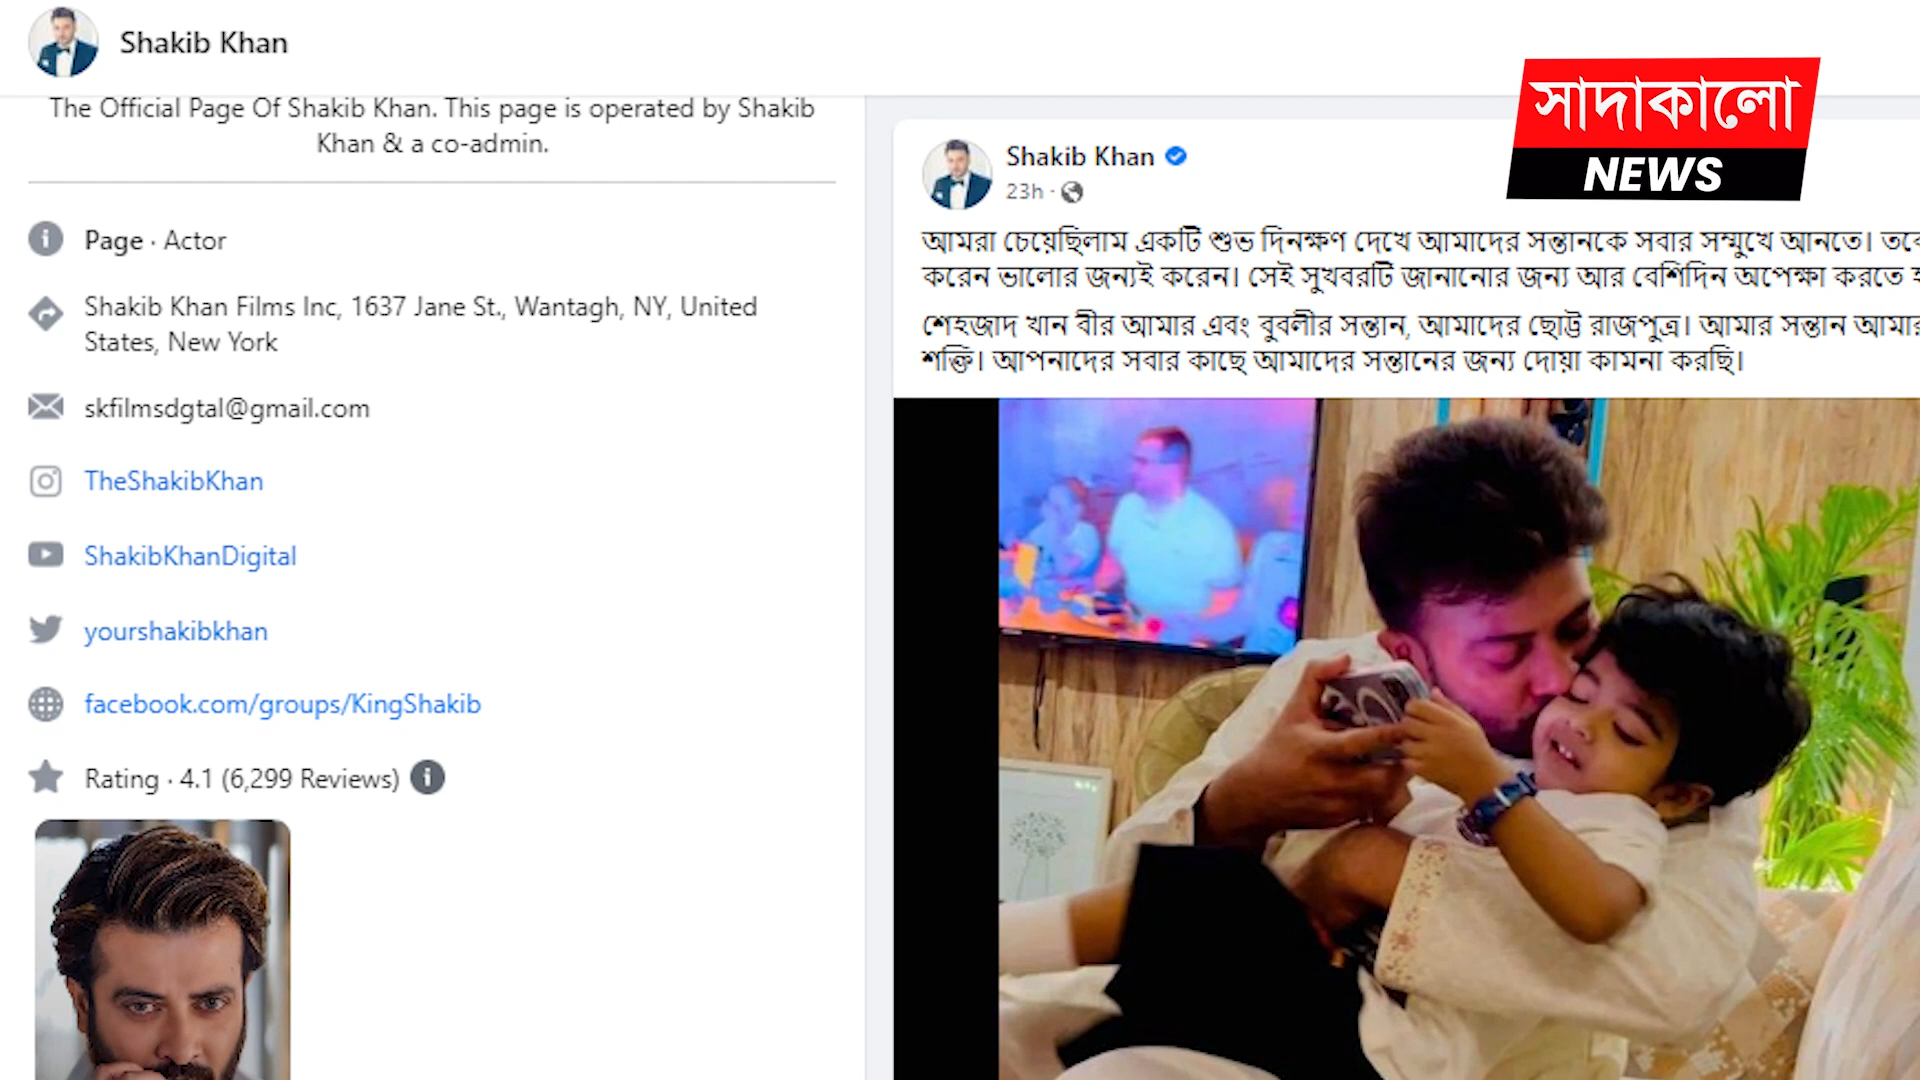 Shakib Khan
The Official Page Of Shakib Khan. This page is operated by Shakib
Khan & a co-admin.
Page · Actor
Shakib Khan Films Inc, 1637 Jane St., Wantagh, NY, United
States, New York
skfilmsdgtal@gmail.com
TheShakibKhan
ShakibKhanDigital
yourshakibkhan
facebook.com/groups/KingShakib
Rating · 4.1 (6,299 Reviews)
সাদাকালো
NEWS
Shakib Khan
23h ·
আমরা চেয়েছিলাম একটি শুভ দিনক্ষণ দেখে আমাদের সন্তানকে সবার সম্মুখে আনতে।
করেন ভালোর জন্যই করেন। সেই সুখবরটি জানানোর জন্য আর বেশিদিন অপেক্ষা করতে
শেহজাদ খান বীর আমার এবং বুবলীর সন্তান, আমাদের ছোট্ট রাজপুত্র। আমার সন্তান
শক্তি। আপনাদের সবার কাছে আমাদের সন্তানের জন্য দোয়া কামনা করছি।